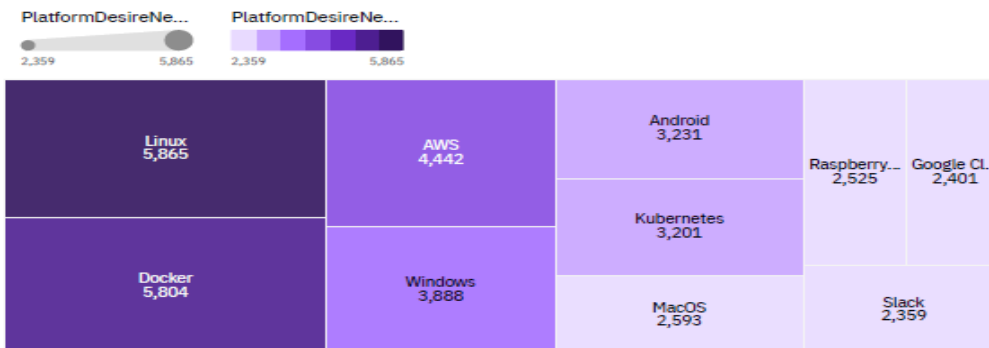 PlatformDesireNe... PlatformDesireNe...
2,359 5,865 2,359 5,865
Linux
5,865
AWS
4,442
Android
3,231
Raspberry...
2,525
Google Cl..
2,401
Kubernetes
3,201
Docker
5,804
Windows
3,888
MacOS
2,593
Slack
2,359